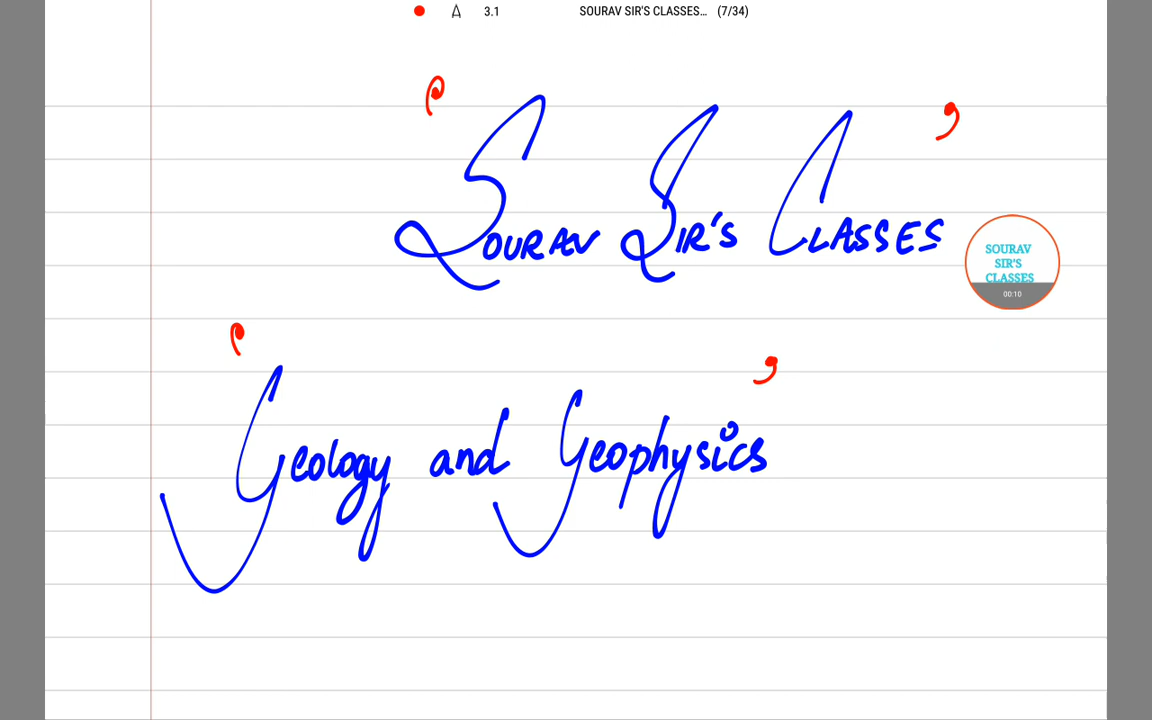 3.1 SOURAV SIR'S CLASSES... (7/34)
' SOURAV SIR'S CLASSES '
SOURAV
SIR'S
CLASSES
00:10
' Geology and Geophysics '